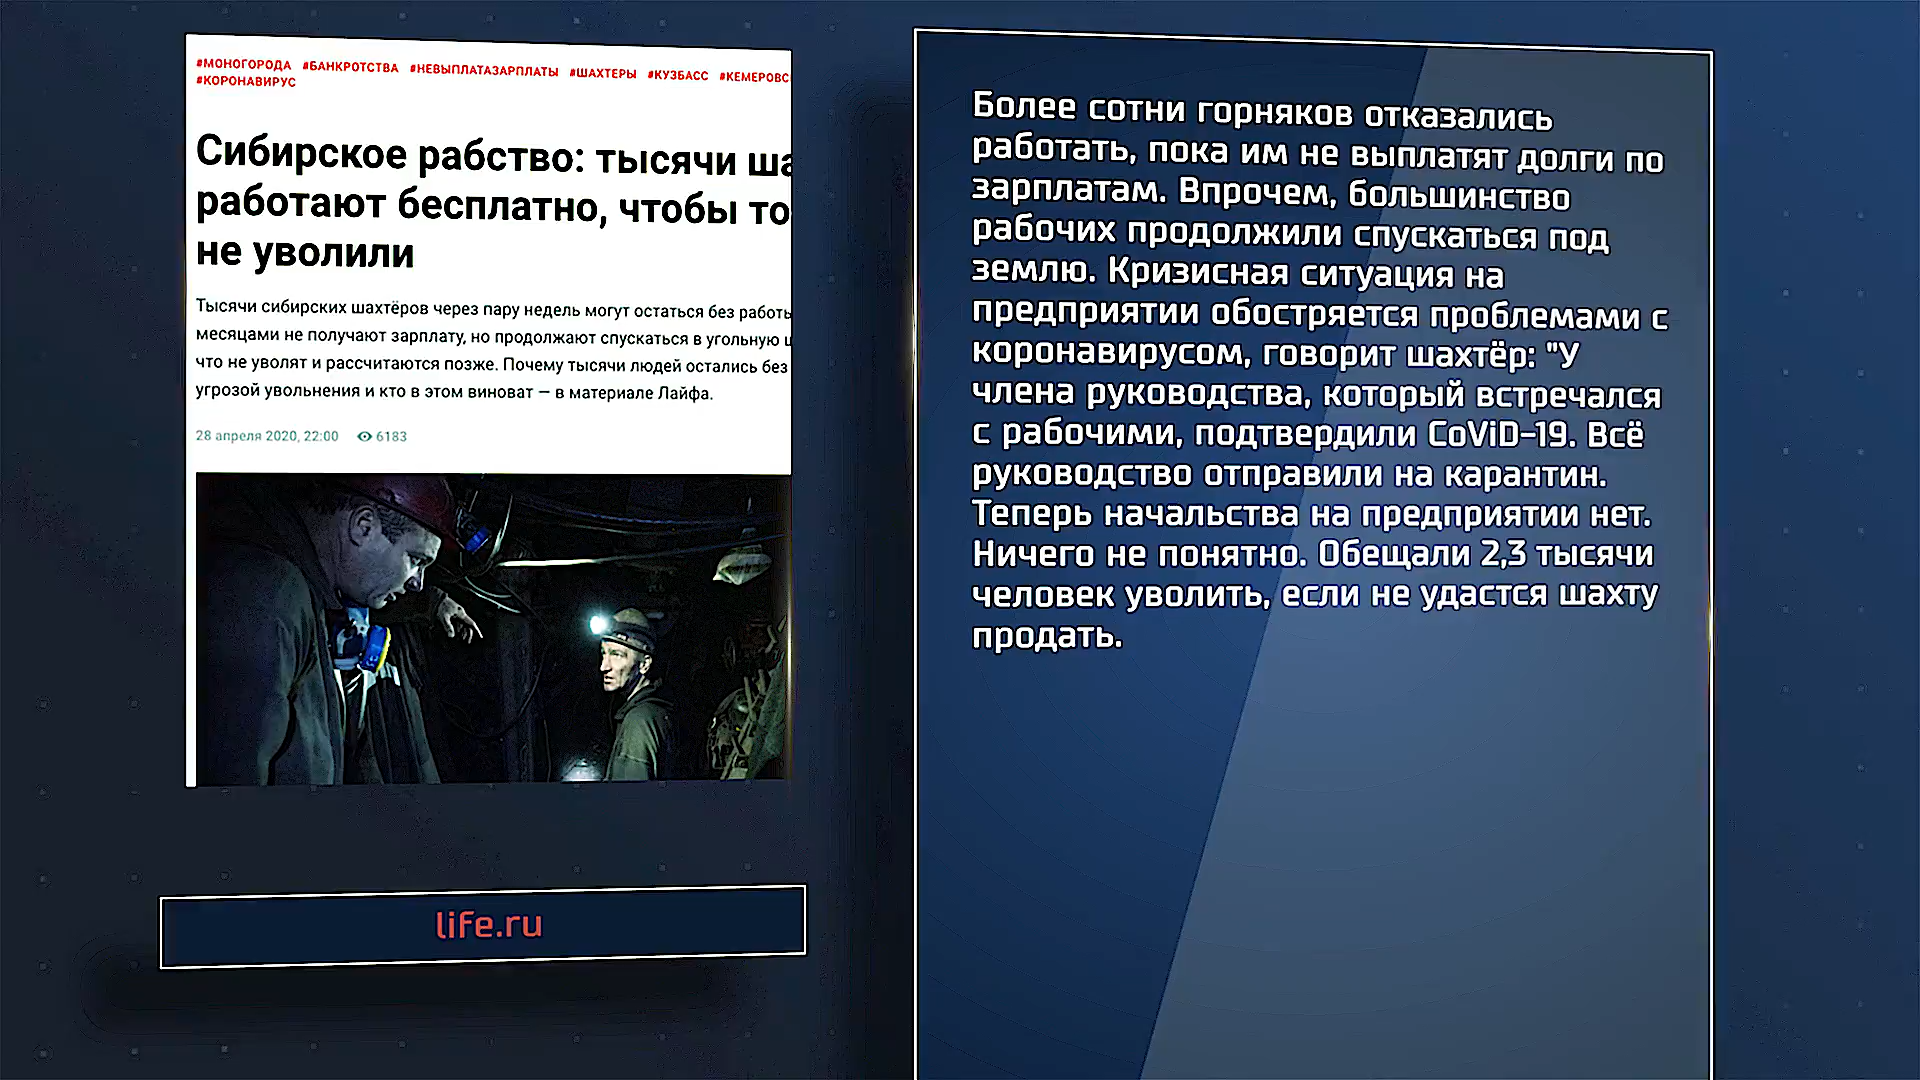 #МОНОГОРОДА #БАНКРОТСТВА #НЕВЫПЛАТАЗАРПЛАТЫ #ШАХТЕРЫ #КУЗБАСС #КЕМЕРОВС
#КОРОНАВИРУС
Сибирское рабство: тысячи ша
работают бесплатно, чтобы то
не уволили
Тысячи сибирских шахтёров через пару недель могут остаться без работы
месяцами не получают зарплату, но продолжают спускаться в угольную
что не уволят и рассчитаются позже. Почему тысячи людей остались без
угрозой увольнения и кто в этом виноват — в материале Лайфа.
28 апреля 2020, 22:00 6183
life.ru
Более сотни горняков отказались
работать, пока им не выплатят долги по
зарплатам. Впрочем, большинство
рабочих продолжили спускаться под
землю. Кризисная ситуация на
предприятии обостряется проблемами с
коронавирусом, говорит шахтёр: "У
члена руководства, который встречался
с рабочими, подтвердили CoViD-19. Всё
руководство отправили на карантин.
Теперь начальства на предприятии нет.
Ничего не понятно. Обещали 2,3 тысячи
человек уволить, если не удастся шахту
продать.